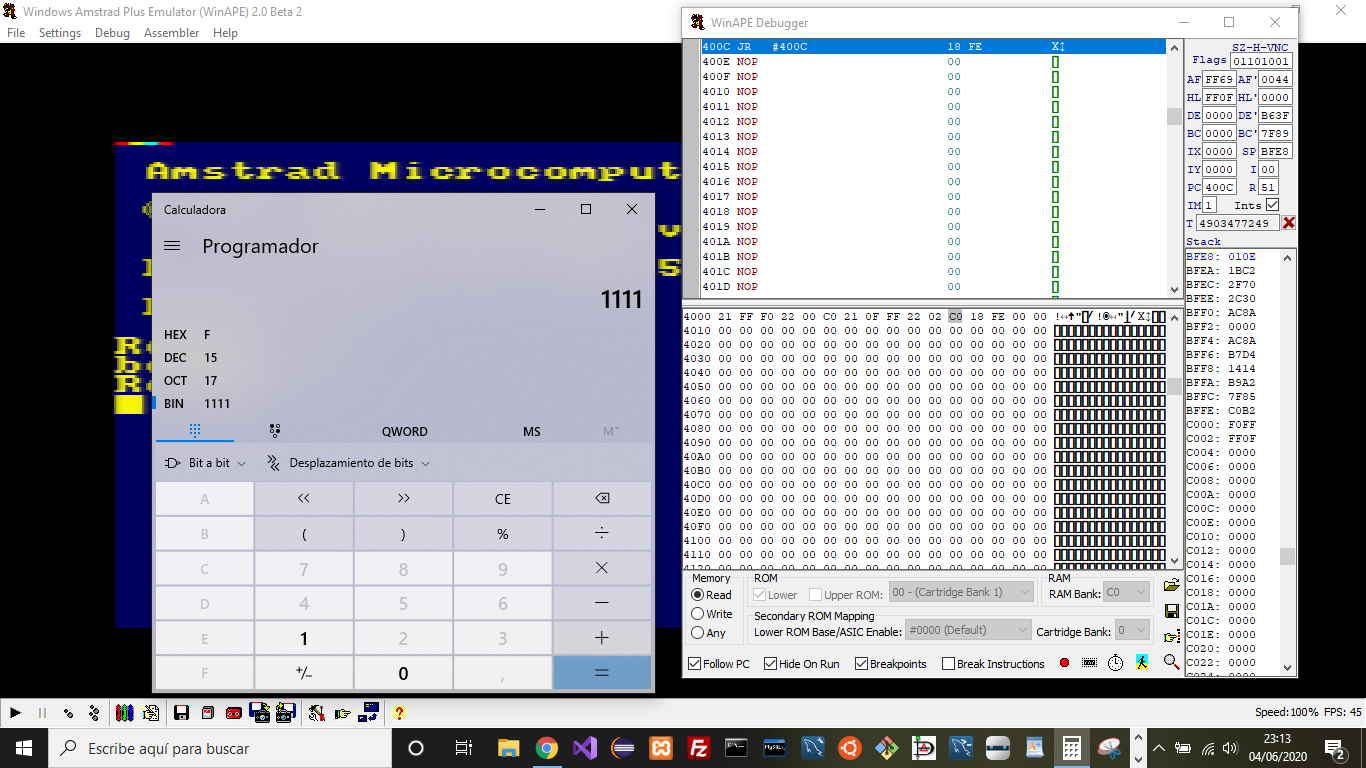 Windows Amstrad Plus Emulator (WinAPE) 2.0 Beta 2
File Settings Debug Assembler Help
Amstrad Microcomput
Calculadora
Programador
1111
HEX F
DEC 15
OCT 17
BIN 1111
QWORD MS M
Bit a bit Desplazamiento de bits
A << >> CE
B ( ) % ÷
C 7 8 9 ×
D 4 5 6 −
E 1 2 3 +
F +/− 0 , =
WinAPE Debugger
400C JR #400C 18 FE X↕
400E NOP 00 []
400F NOP 00 []
4010 NOP 00 []
4011 NOP 00 []
4012 NOP 00 []
4013 NOP 00 []
4014 NOP 00 []
4015 NOP 00 []
4016 NOP 00 []
4017 NOP 00 []
4018 NOP 00 []
4019 NOP 00 []
401A NOP 00 []
401B NOP 00 []
401C NOP 00 []
401D NOP 00 []
SZ-H-VNC
Flags 01101001
AF FF69 AF' 0044
HL FF0F HL' 0000
DE 0000 DE' B63F
BC 0000 BC' 7F89
IX 0000 SP BFE8
IY 0000 I 00
PC 400C R 51
IM 1 Ints
T 4903477249
Stack
BFE8: 010E
BFEA: 1BC2
BFEC: 2F70
BFEE: 2C30
BFF0: AC8A
BFF2: 0000
BFF4: AC8A
BFF6: B7D4
BFF8: 1414
BFFA: B9A2
BFFC: 7F85
BFFE: C0B2
C000: F0FF
C002: FF0F
C004: 0000
C006: 0000
C008: 0000
C00A: 0000
C00C: 0000
C00E: 0000
C010: 0000
C012: 0000
C014: 0000
C016: 0000
C018: 0000
C01A: 0000
C01C: 0000
C01E: 0000
C020: 0000
C022: 0000
C024: 0000
4000 21 FF F0 22 00 C0 21 0F FF 22 02 C0 18 FE 00 00
4010 00 00 00 00 00 00 00 00 00 00 00 00 00 00 00 00
4020 00 00 00 00 00 00 00 00 00 00 00 00 00 00 00 00
4030 00 00 00 00 00 00 00 00 00 00 00 00 00 00 00 00
4040 00 00 00 00 00 00 00 00 00 00 00 00 00 00 00 00
4050 00 00 00 00 00 00 00 00 00 00 00 00 00 00 00 00
4060 00 00 00 00 00 00 00 00 00 00 00 00 00 00 00 00
4070 00 00 00 00 00 00 00 00 00 00 00 00 00 00 00 00
4080 00 00 00 00 00 00 00 00 00 00 00 00 00 00 00 00
4090 00 00 00 00 00 00 00 00 00 00 00 00 00 00 00 00
40A0 00 00 00 00 00 00 00 00 00 00 00 00 00 00 00 00
40B0 00 00 00 00 00 00 00 00 00 00 00 00 00 00 00 00
40C0 00 00 00 00 00 00 00 00 00 00 00 00 00 00 00 00
40D0 00 00 00 00 00 00 00 00 00 00 00 00 00 00 00 00
40E0 00 00 00 00 00 00 00 00 00 00 00 00 00 00 00 00
40F0 00 00 00 00 00 00 00 00 00 00 00 00 00 00 00 00
4100 00 00 00 00 00 00 00 00 00 00 00 00 00 00 00 00
4110 00 00 00 00 00 00 00 00 00 00 00 00 00 00 00 00
4120 00 00 00 00 00 00 00 00 00 00 00 00 00 00 00 00
Memory ROM RAM
Read Lower Upper ROM: 00 - (Cartridge Bank 1) RAM Bank: C0
Write Secondary ROM Mapping
Any Lower ROM Base/ASIC Enable: #0000 (Default) Cartridge Bank: 0
Follow PC Hide On Run Breakpoints Break Instructions
Speed:100% FPS: 45
Escribe aquí para buscar
23:13
04/06/2020
2